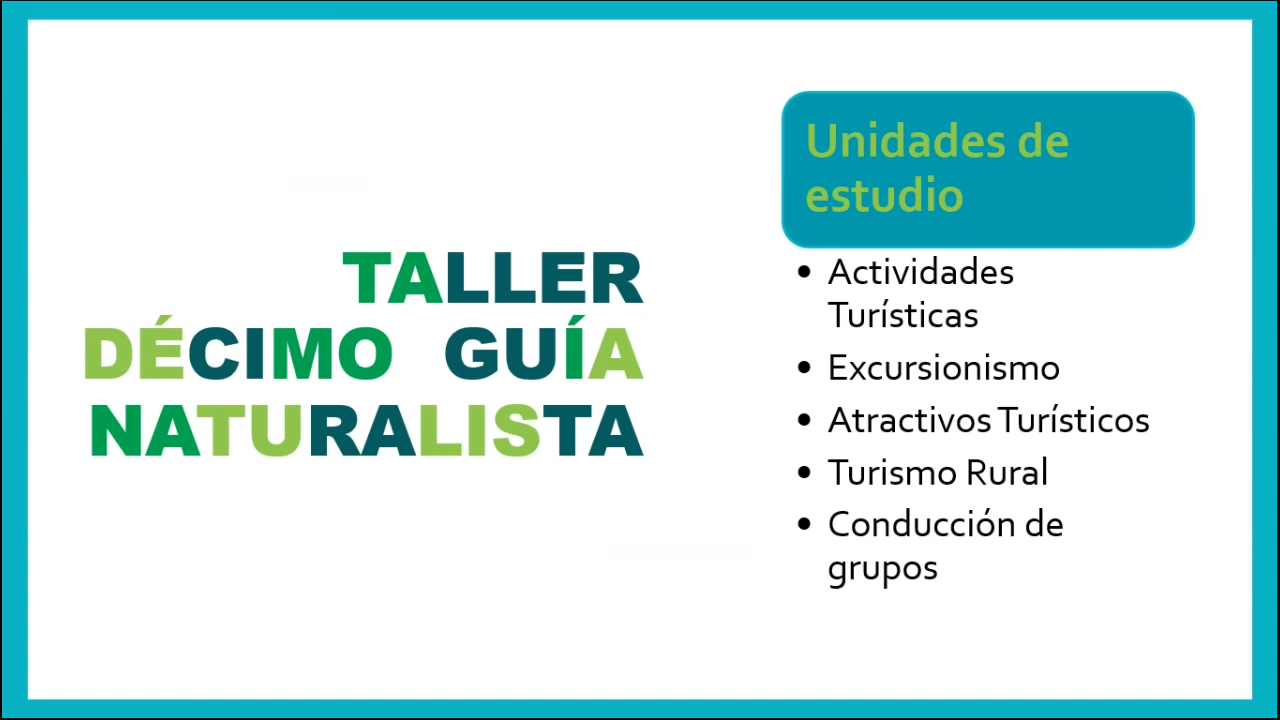 TALLER
DÉCIMO GUÍA
NATURALISTA
Unidades de
estudio
• Actividades
Turísticas
• Excursionismo
• Atractivos Turísticos
• Turismo Rural
• Conducción de
grupos